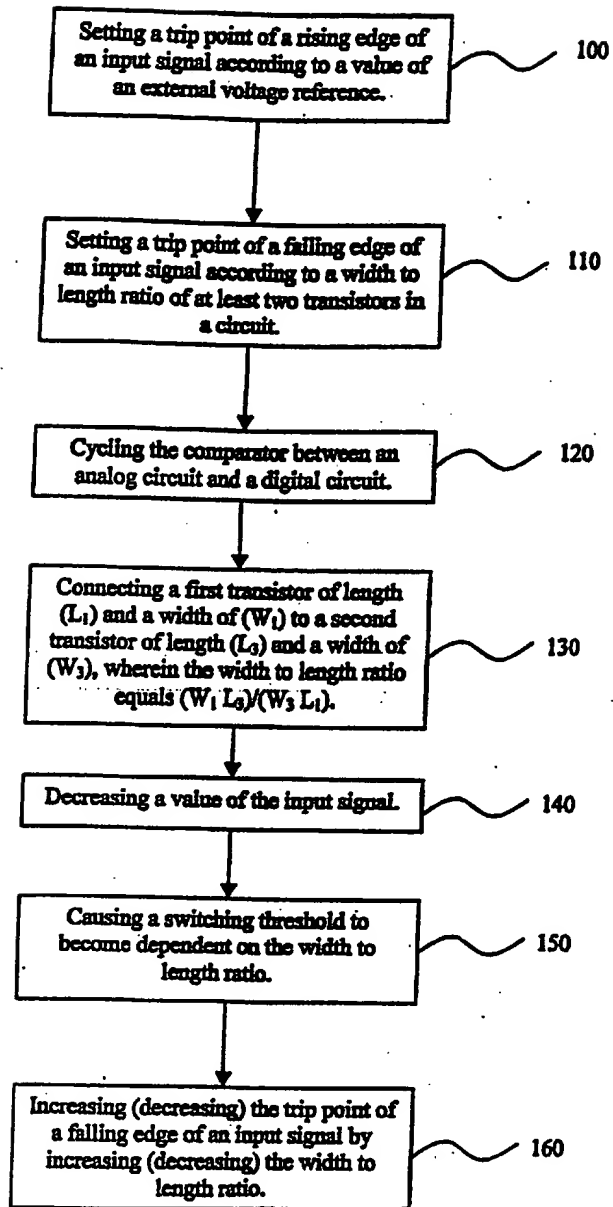 Setting a trip point of a rising edge of
an input signal according to a value of
an external voltage reference.
100
Setting a trip point of a falling edge of
an input signal according to a width to
length ratio of at least two transistors in
a circuit.
110
Cycling the comparator between an
analog circuit and a digital circuit.
120
Connecting a first transistor of length
(L₁) and a width of (W₁) to a second
transistor of length (L₃) and a width of
(W₃), wherein the width to length ratio
equals (W₁ L₃)/(W₃ L₁).
130
Decreasing a value of the input signal.
140
Causing a switching threshold to
become dependent on the width to
length ratio.
150
Increasing (decreasing) the trip point of
a falling edge of an input signal by
increasing (decreasing) the width to
length ratio.
160